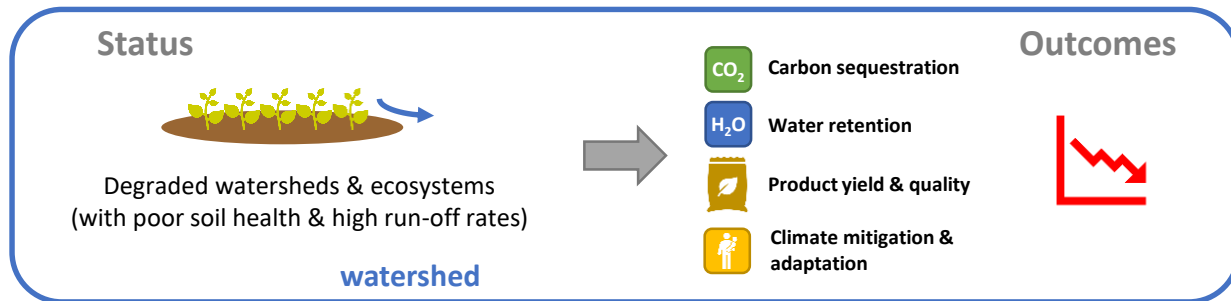 Status
Outcomes
Degraded watersheds & ecosystems
(with poor soil health & high run-off rates)
watershed
CO₂
Carbon sequestration
H₂O
Water retention
Product yield & quality
Climate mitigation &
adaptation